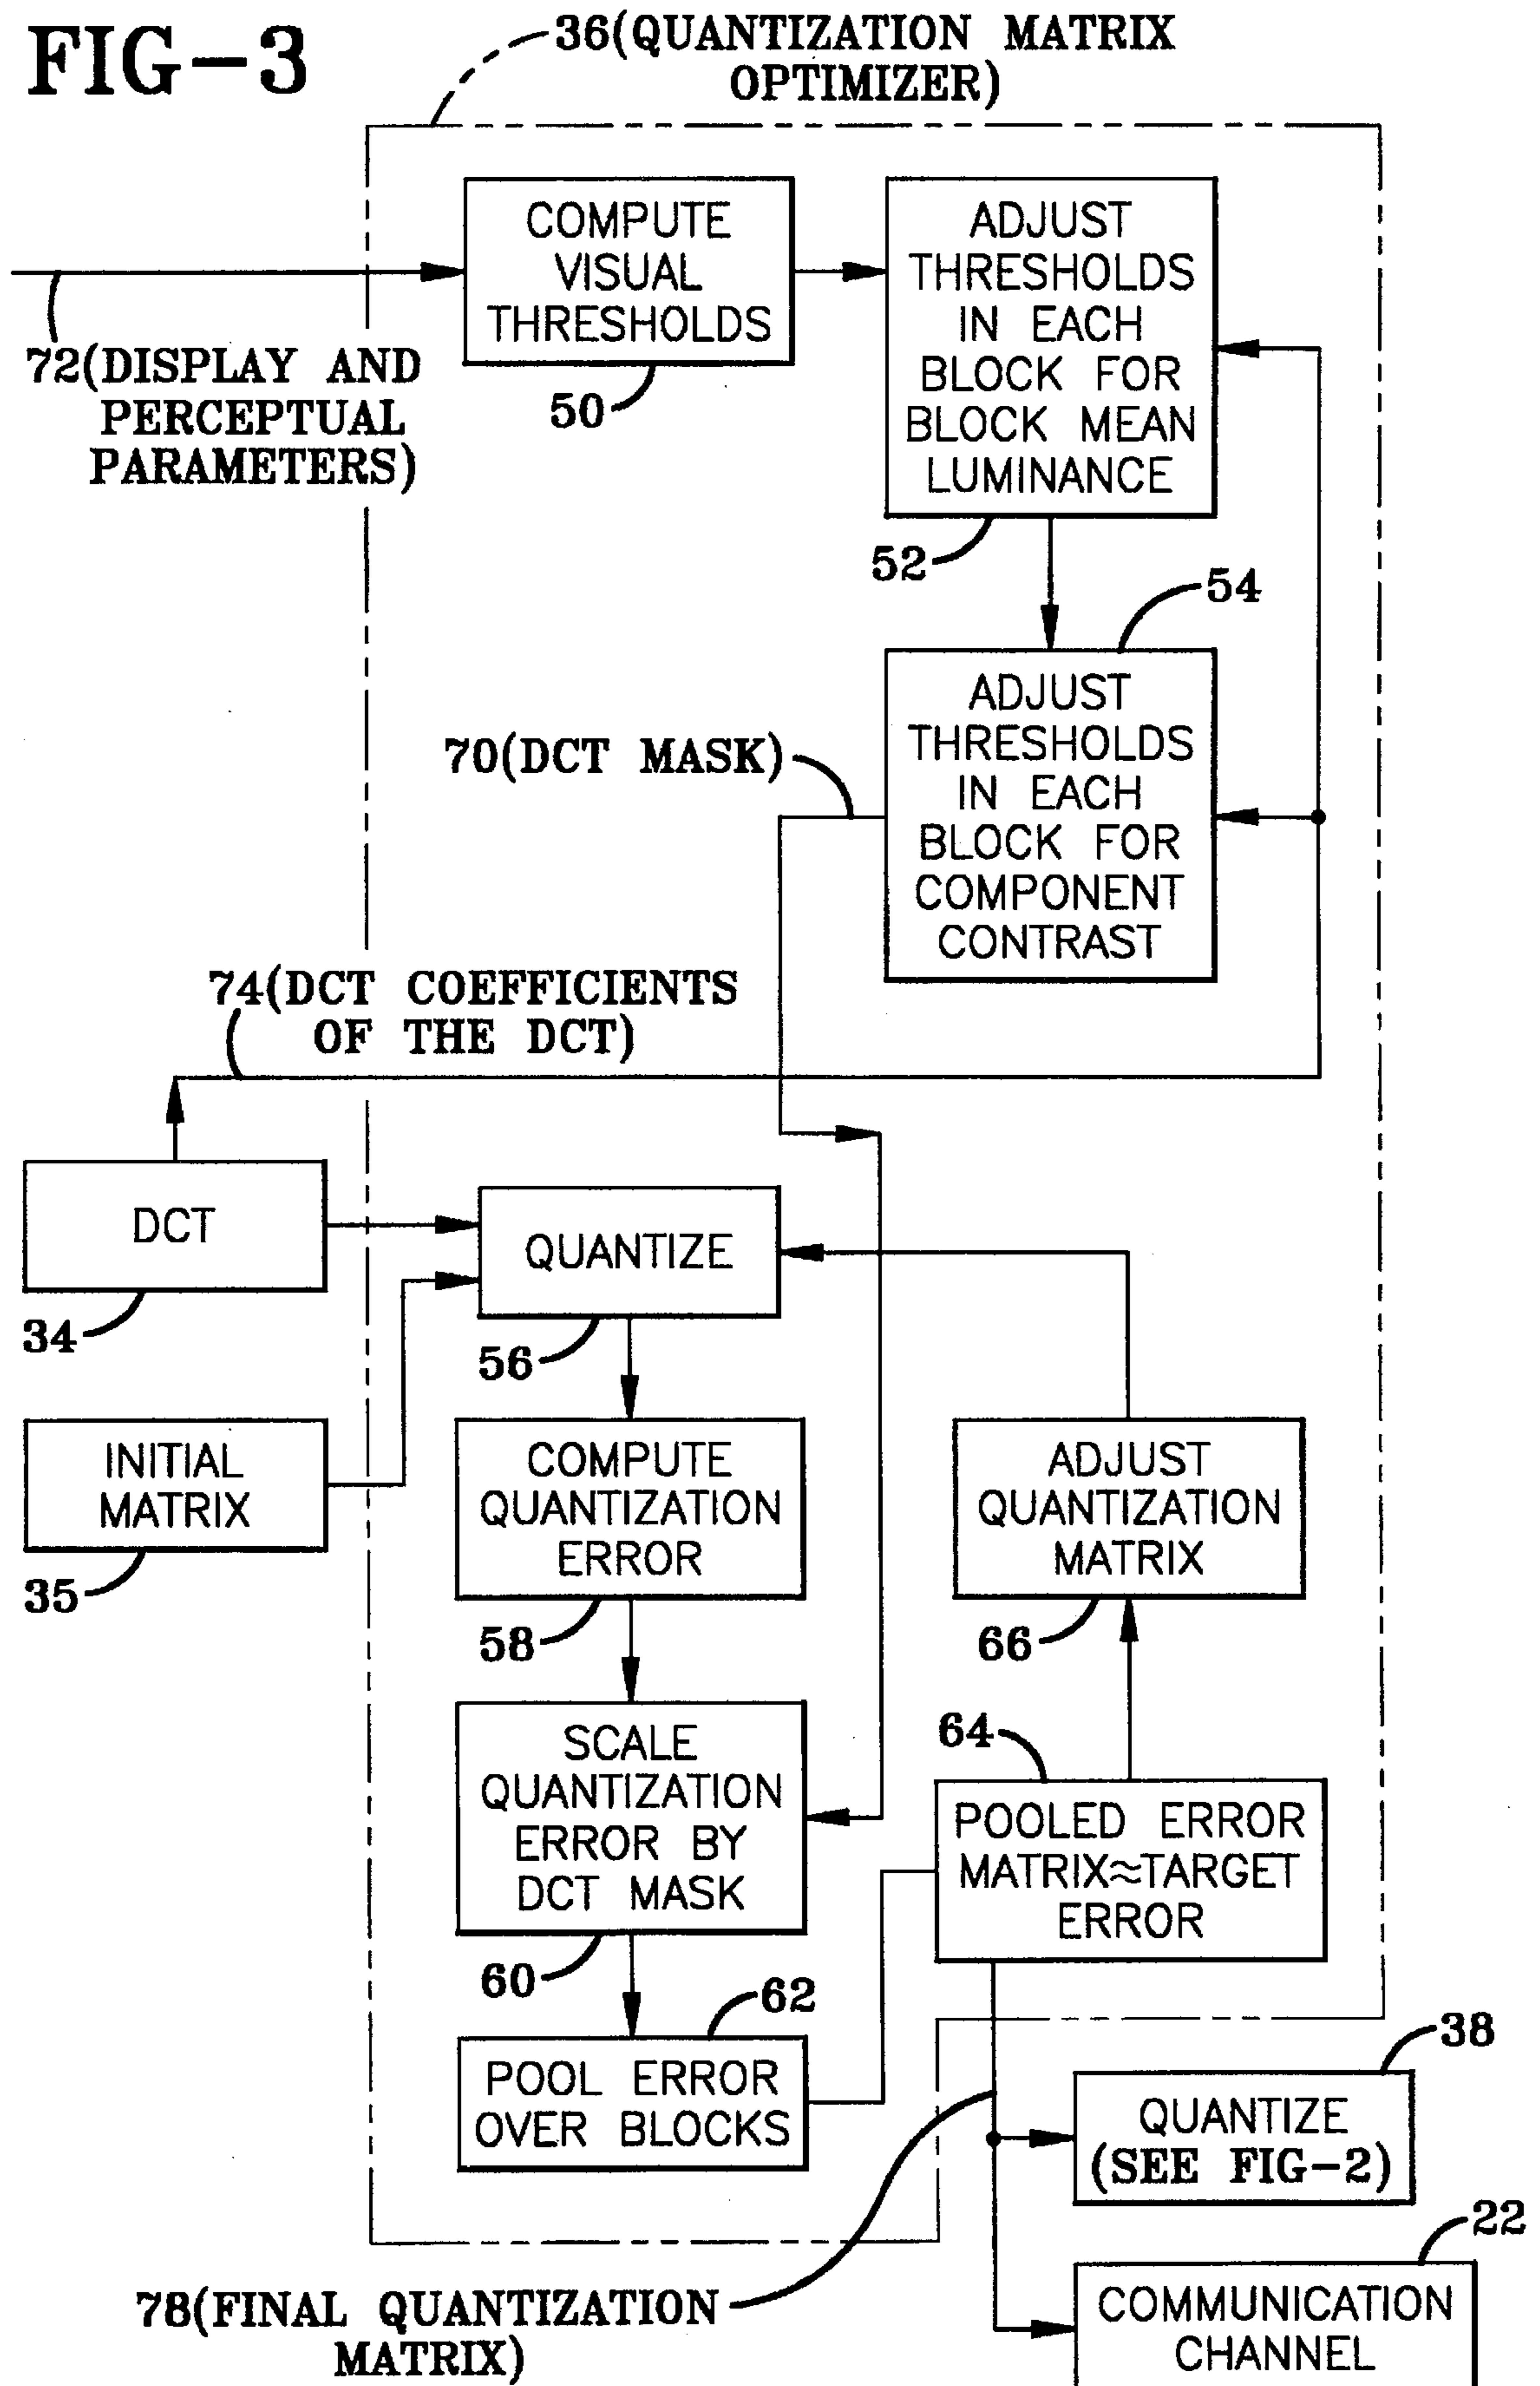 FIG-3
36(QUANTIZATION MATRIX
OPTIMIZER)
COMPUTE
VISUAL
THRESHOLDS
50
ADJUST
THRESHOLDS
IN EACH
BLOCK FOR
BLOCK MEAN
LUMINANCE
52
72(DISPLAY AND
PERCEPTUAL
PARAMETERS)
54
ADJUST
THRESHOLDS
IN EACH
BLOCK FOR
COMPONENT
CONTRAST
70(DCT MASK)
74(DCT COEFFICIENTS
OF THE DCT)
DCT
34
QUANTIZE
56
INITIAL
MATRIX
35
COMPUTE
QUANTIZATION
ERROR
58
ADJUST
QUANTIZATION
MATRIX
66
SCALE
QUANTIZATION
ERROR BY
DCT MASK
60
64
POOLED ERROR
MATRIX≈TARGET
ERROR
62
POOL ERROR
OVER BLOCKS
38
QUANTIZE
(SEE FIG-2)
22
COMMUNICATION
CHANNEL
78(FINAL QUANTIZATION
MATRIX)